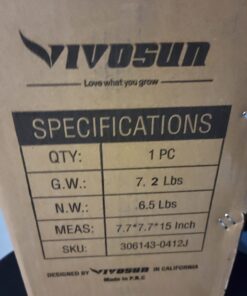 VIVOSUN
Love what you grow
SPECIFICATIONS
QTY: 1 PC
G.W.: 7. 2 Lbs
N.W.: .6.5 Lbs
MEAS: 7.7*7.7*15 Inch
SKU: 306143-0412J
DESIGNED BY VIVOSUN IN CALIFORNIA
Made in P.R.C